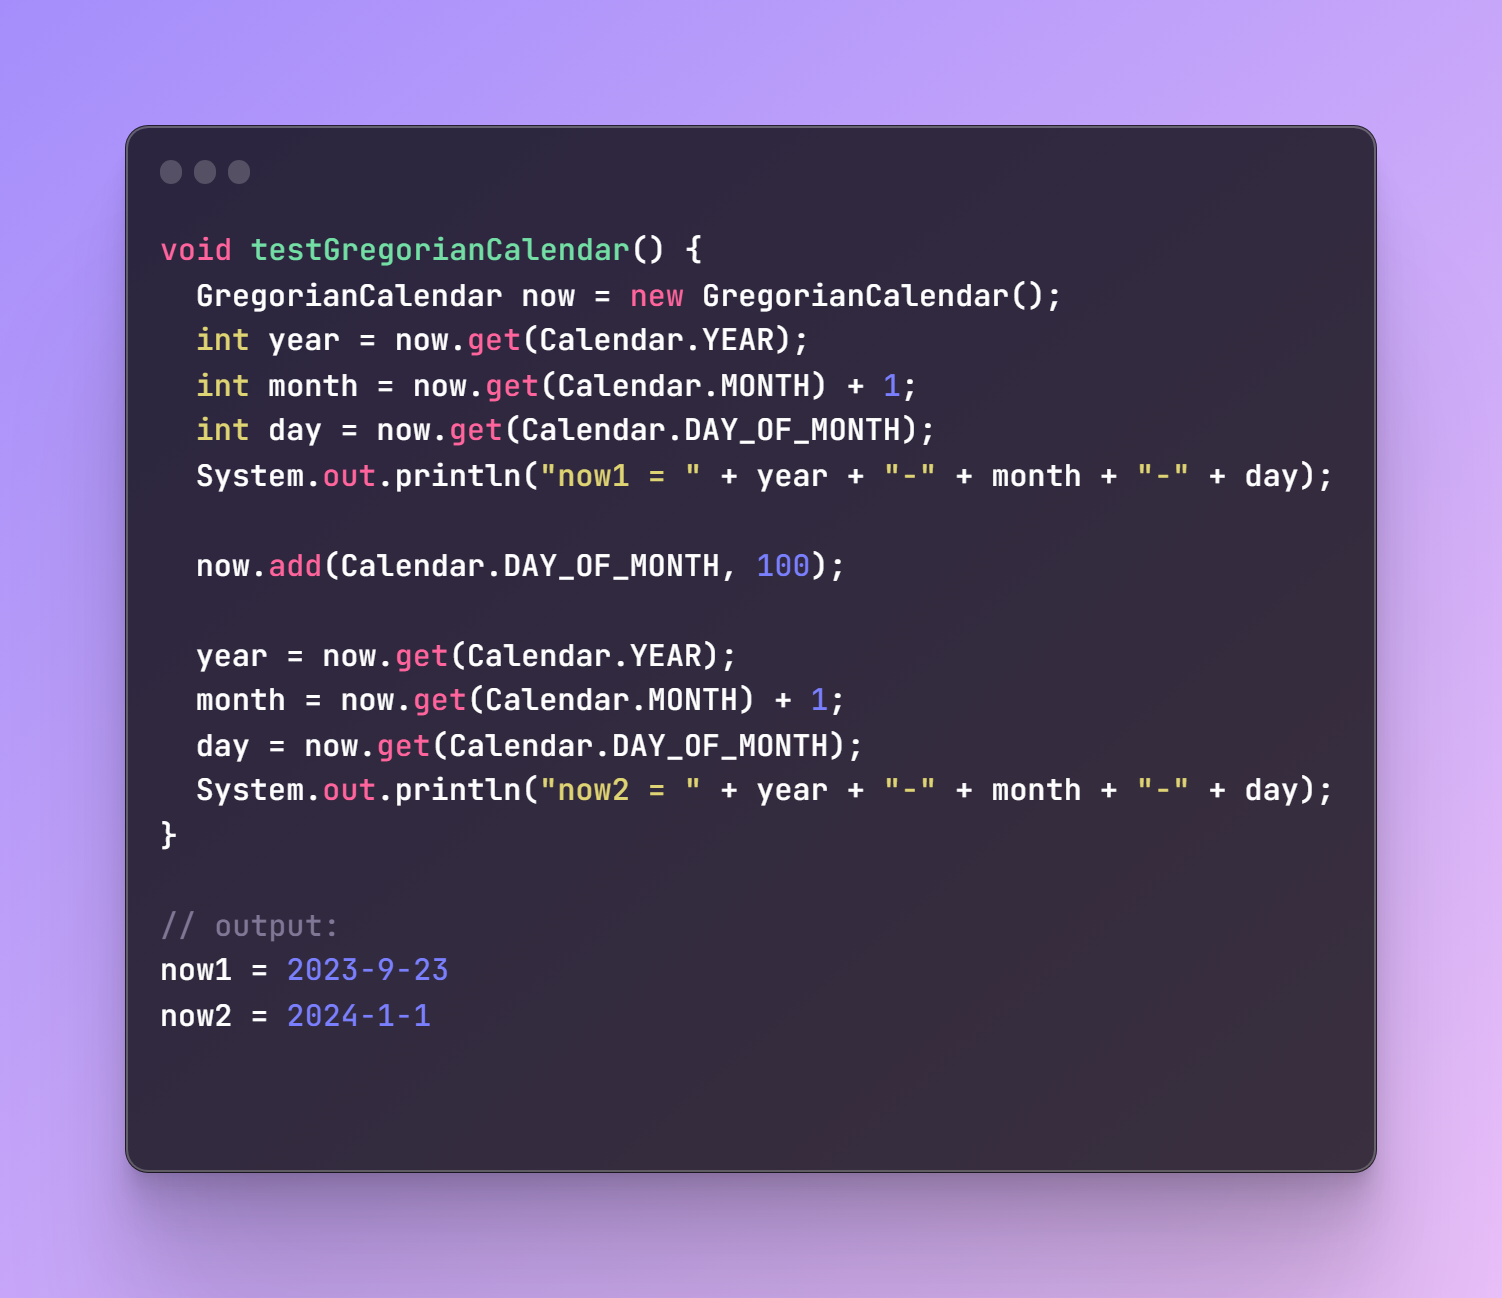 void testGregorianCalendar() {
  GregorianCalendar now = new GregorianCalendar();
  int year = now.get(Calendar.YEAR);
  int month = now.get(Calendar.MONTH) + 1;
  int day = now.get(Calendar.DAY_OF_MONTH);
  System.out.println("now1 = " + year + "-" + month + "-" + day);

  now.add(Calendar.DAY_OF_MONTH, 100);

  year = now.get(Calendar.YEAR);
  month = now.get(Calendar.MONTH) + 1;
  day = now.get(Calendar.DAY_OF_MONTH);
  System.out.println("now2 = " + year + "-" + month + "-" + day);
}

// output:
now1 = 2023-9-23
now2 = 2024-1-1